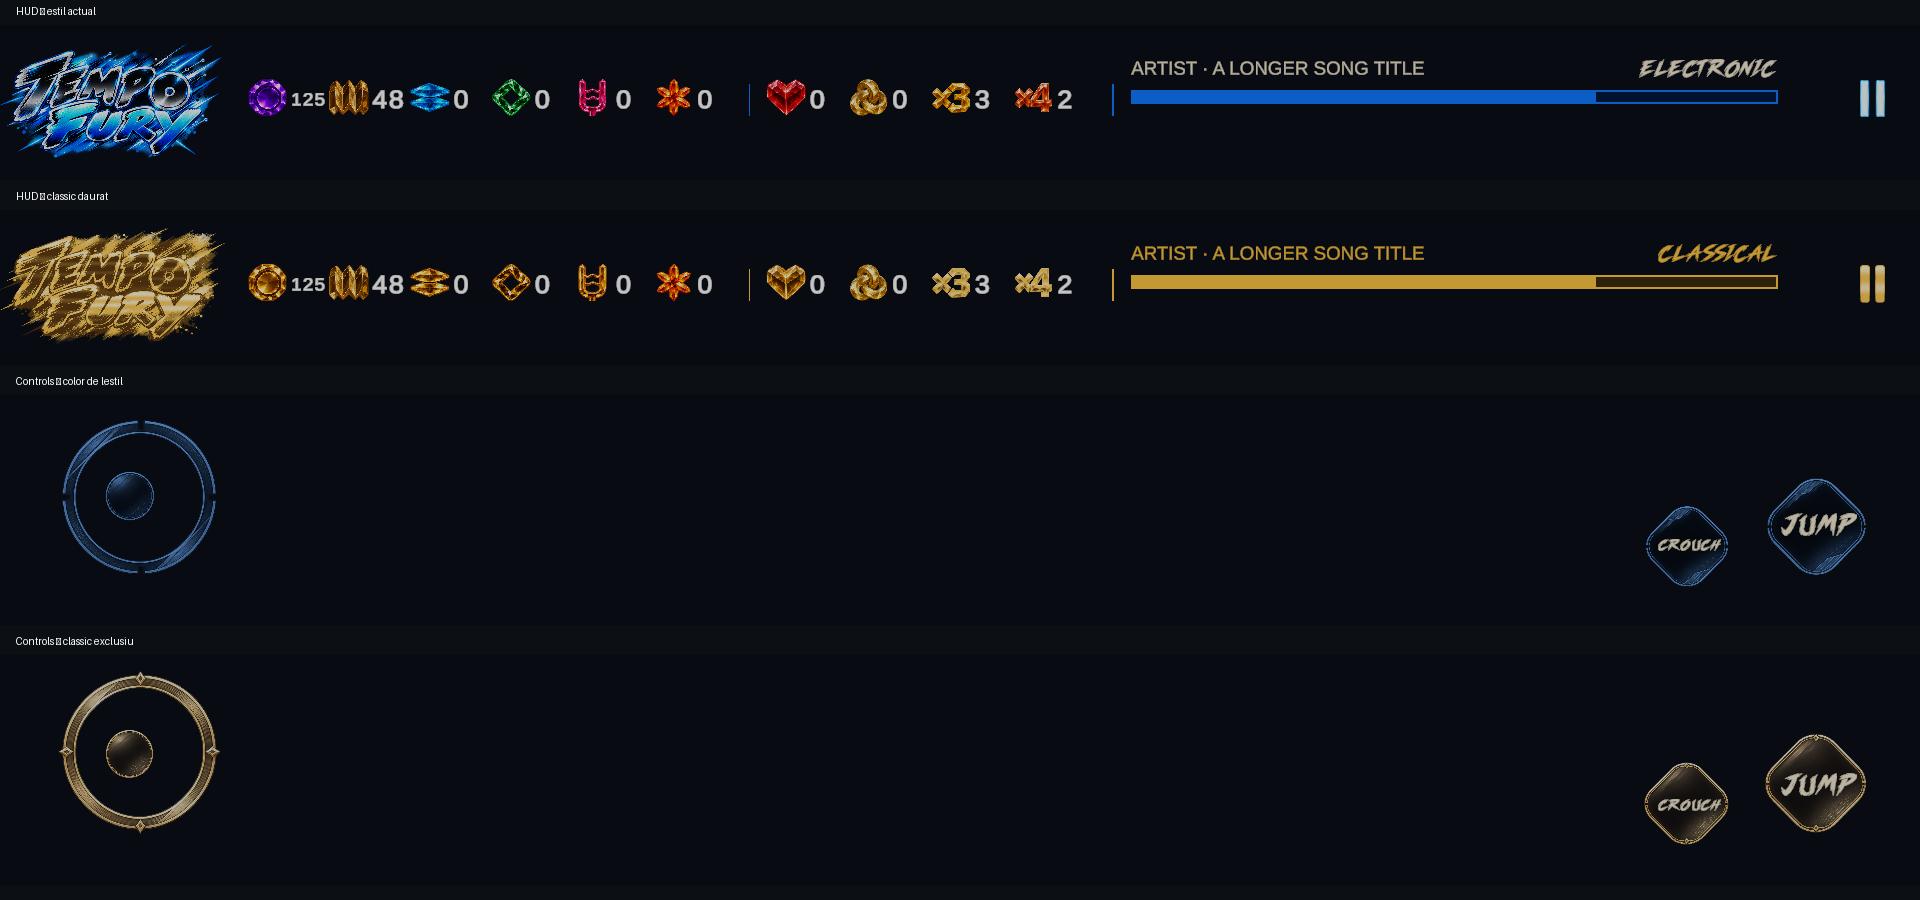 HUD estil actual
TEMPO FURY
125 48 0 0 0 0 0 0 x3 3 x4 2
ARTIST · A LONGER SONG TITLE ELECTRONIC
HUD classic daurat
TEMPO FURY
125 48 0 0 0 0 0 0 x3 3 x4 2
ARTIST · A LONGER SONG TITLE CLASSICAL
Controls color de lestil
CROUCH JUMP
Controls classic exclusiu
CROUCH JUMP